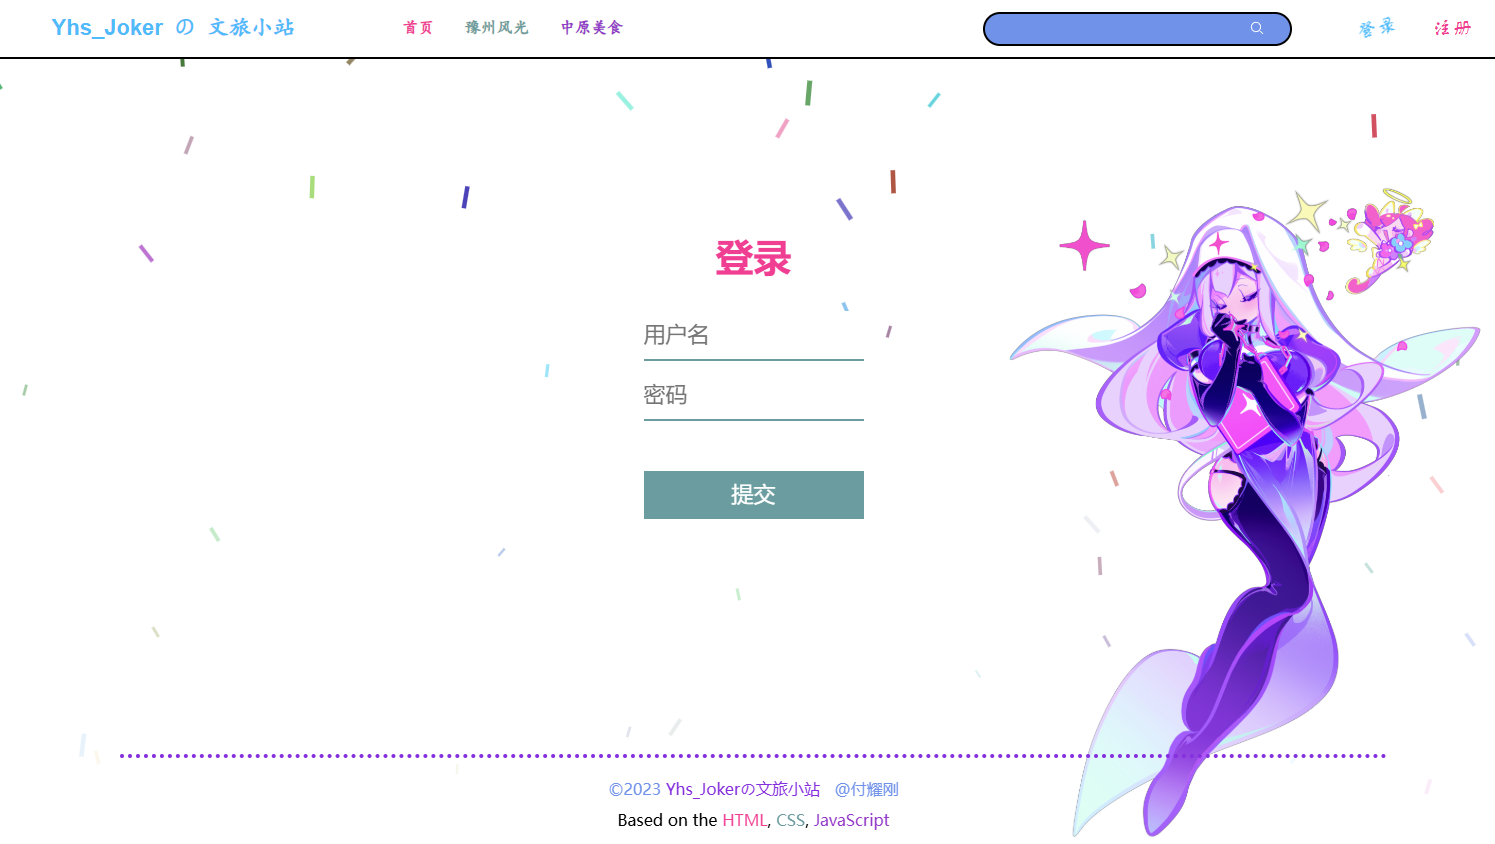 Yhs_Joker の 文旅小站 首页 豫州风光 中原美食 登录 注册
登录
用户名
密码
提交
©2023 Yhs_Jokerの文旅小站 @付耀刚
Based on the HTML, CSS, JavaScript